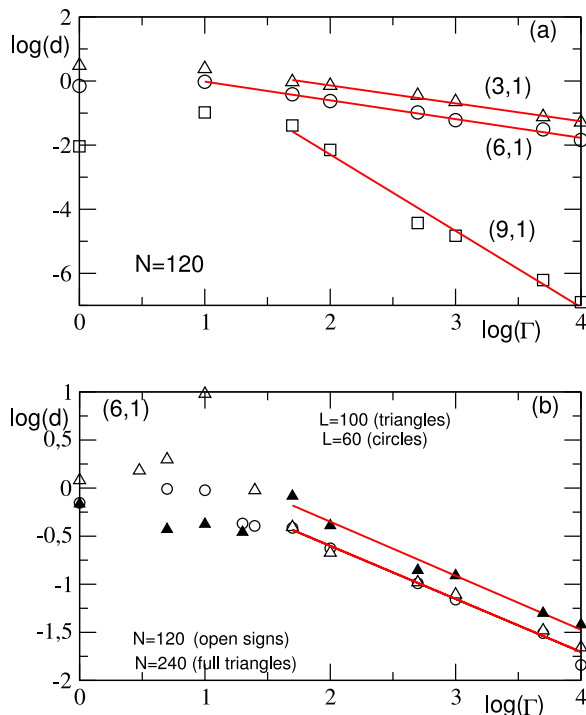 log(d)
(a)
2
0
-2
-4
-6
(3,1)
(6,1)
(9,1)
N=120
0
1
2
3
4
log(Γ)
log(d)
(6,1)
(b)
L=100 (triangles)
L=60 (circles)
1
0,5
0
-0,5
-1
-1,5
-2
N=120 (open signs)
N=240 (full triangles)
0
1
2
3
4
log(Γ)